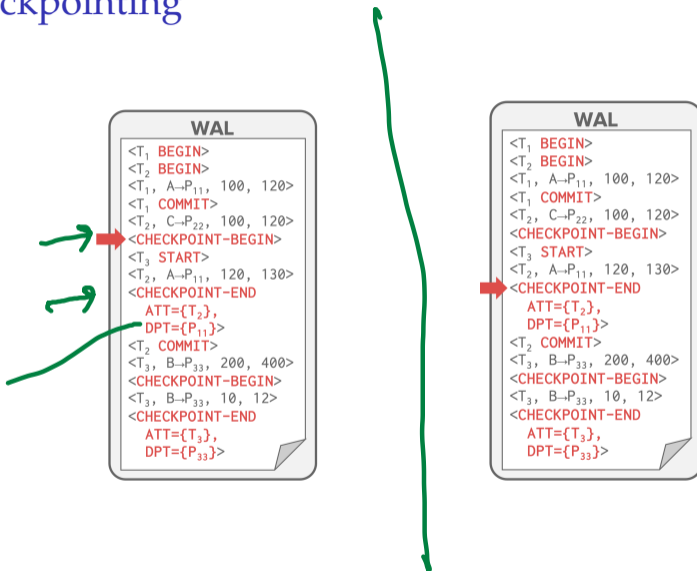 ckpointing
WAL
<T₁ BEGIN>
<T₂ BEGIN>
<T₁, A→P₁₁, 100, 120>
<T₁ COMMIT>
<T₂, C→P₂₂, 100, 120>
<CHECKPOINT-BEGIN>
<T₃ START>
<T₂, A→P₁₁, 120, 130>
<CHECKPOINT-END
ATT={T₂},
DPT={P₁₁}>
<T₂ COMMIT>
<T₃, B→P₃₃, 200, 400>
<CHECKPOINT-BEGIN>
<T₃, B→P₃₃, 10, 12>
<CHECKPOINT-END
ATT={T₃},
DPT={P₃₃}>
WAL
<T₁ BEGIN>
<T₂ BEGIN>
<T₁, A→P₁₁, 100, 120>
<T₁ COMMIT>
<T₂, C→P₂₂, 100, 120>
<CHECKPOINT-BEGIN>
<T₃ START>
<T₂, A→P₁₁, 120, 130>
<CHECKPOINT-END
ATT={T₂},
DPT={P₁₁}>
<T₂ COMMIT>
<T₃, B→P₃₃, 200, 400>
<CHECKPOINT-BEGIN>
<T₃, B→P₃₃, 10, 12>
<CHECKPOINT-END
ATT={T₃},
DPT={P₃₃}>